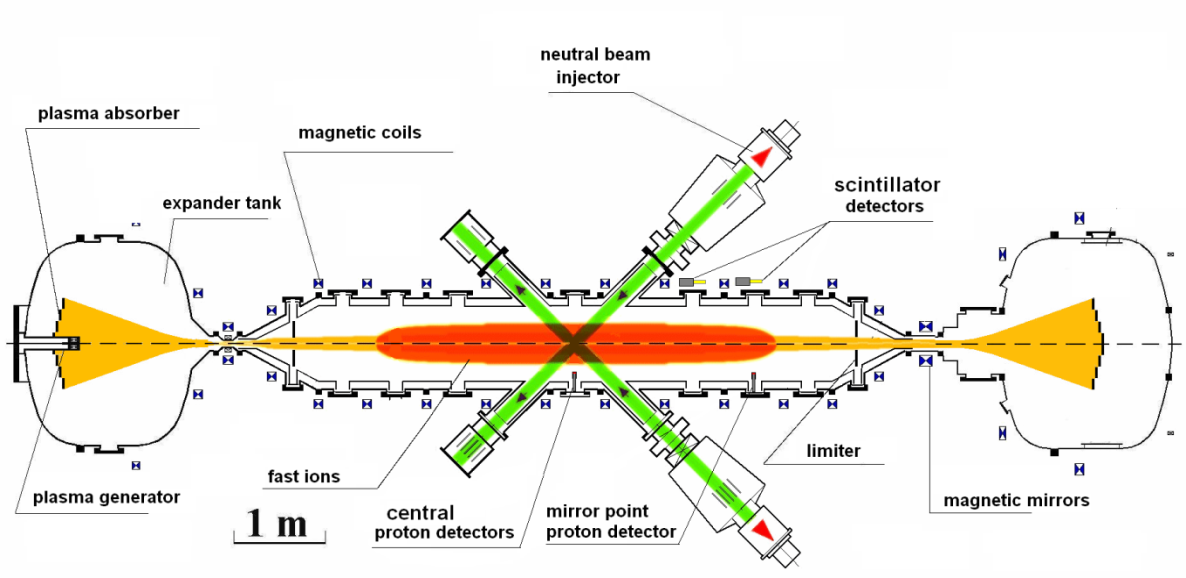 neutral beam
injector
plasma absorber
magnetic coils
scintillator
detectors
expander tank
limiter
fast ions
plasma generator
magnetic mirrors
central
proton detectors
mirror point
proton detector
1 m